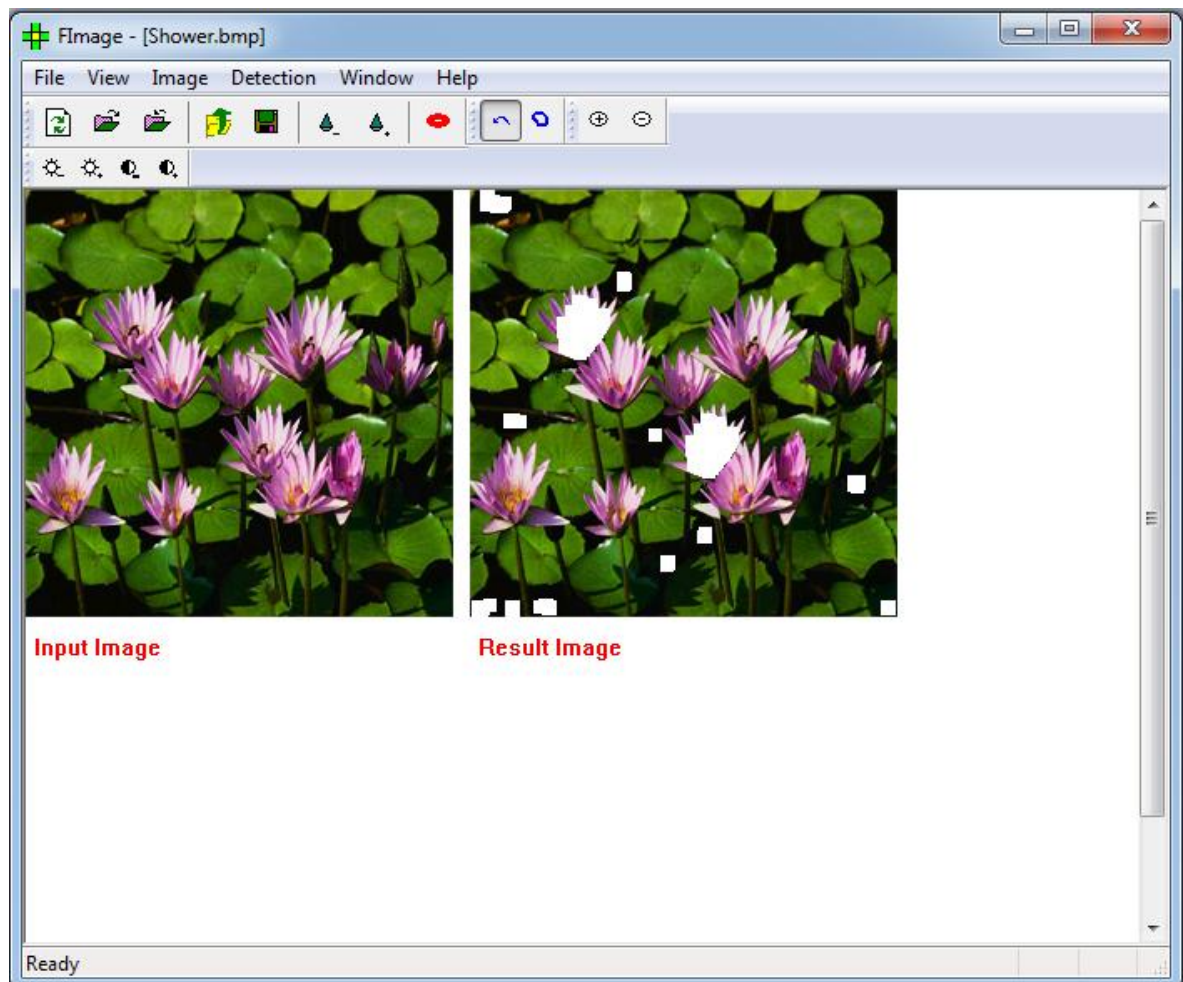 FImage - [Shower.bmp]
File View Image Detection Window Help
Input Image
Result Image
Ready